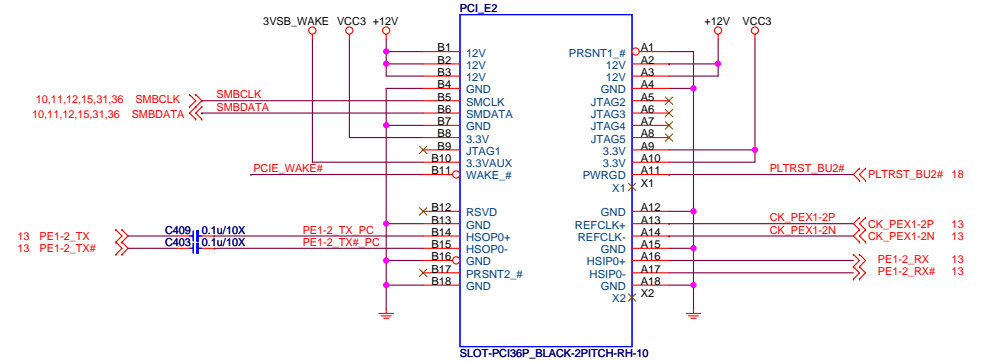 PCI_E2
3VSB_WAKE VCC3 +12V
+12V VCC3
B1 12V PRSNT1_# A1
B2 12V 12V A2
B3 12V 12V A3
B4 GND GND A4
10,11,12,15,31,36 SMBCLK SMBCLK B5 SMCLK JTAG2 A5
10,11,12,15,31,36 SMBDATA SMBDATA B6 SMDATA JTAG3 A6
B7 GND JTAG4 A7
B8 3.3V JTAG5 A8
B9 JTAG1 3.3V A9
B10 3.3VAUX 3.3V A10
PCIE_WAKE# B11 WAKE_# PWRGD A11 PLTRST_BU2# PLTRST_BU2# 18
X1 X1
B12 RSVD GND A12
B13 GND REFCLK+ A13 CK_PEX1-2P CK_PEX1-2P 13
13 PE1-2_TX C409 0.1u/10X PE1-2_TX_PC B14 HSOP0+ REFCLK- A14 CK_PEX1-2N CK_PEX1-2N 13
13 PE1-2_TX# C403 0.1u/10X PE1-2_TX#_PC B15 HSOP0- GND A15
B16 GND HSIP0+ A16 PE1-2_RX 13
B17 PRSNT2_# HSIP0- A17 PE1-2_RX# 13
B18 GND GND A18
X2 X2
SLOT-PCI36P_BLACK-2PITCH-RH-10